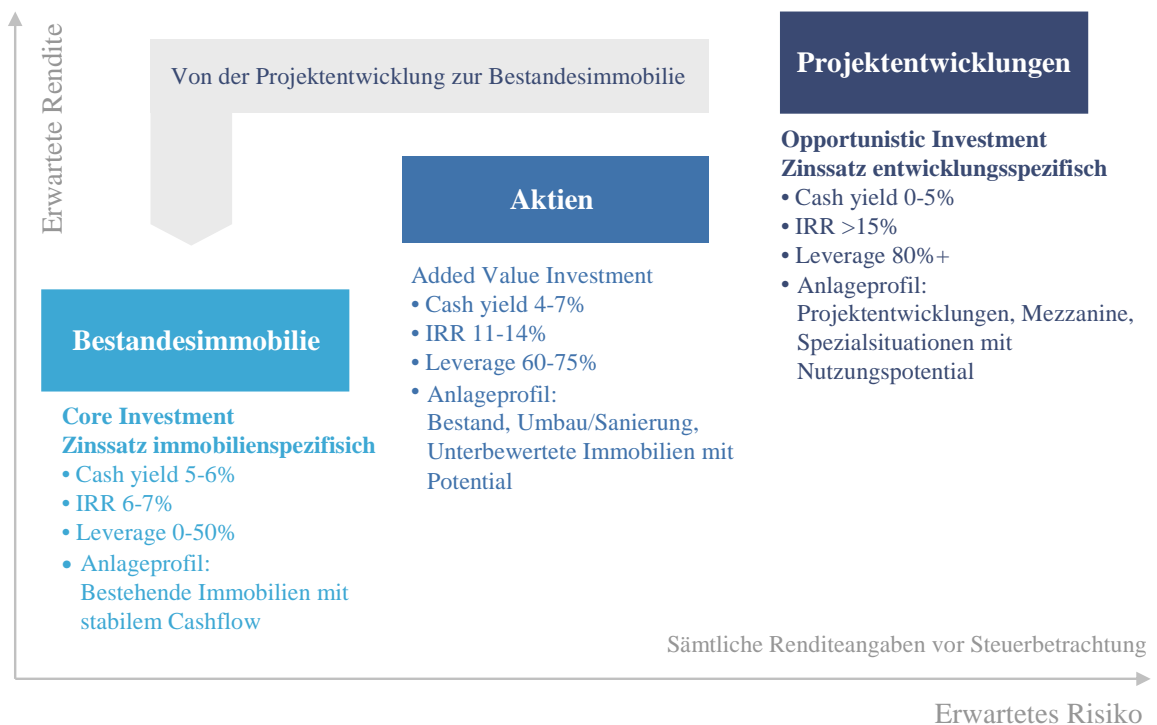 Erwartete Rendite
Von der Projektentwicklung zur Bestandesimmobilie
Projektentwicklungen
Opportunistic Investment
Zinssatz entwicklungsspezifisch
• Cash yield 0-5%
• IRR >15%
• Leverage 80%+
• Anlageprofil:
Projektentwicklungen, Mezzanine,
Spezialsituationen mit
Nutzungspotential
Aktien
Added Value Investment
• Cash yield 4-7%
• IRR 11-14%
• Leverage 60-75%
• Anlageprofil:
Bestand, Umbau/Sanierung,
Unterbewertete Immobilien mit
Potential
Bestandesimmobilie
Core Investment
Zinssatz immobilienspezifisich
• Cash yield 5-6%
• IRR 6-7%
• Leverage 0-50%
• Anlageprofil:
Bestehende Immobilien mit
stabilem Cashflow
Sämtliche Renditeangaben vor Steuerbetrachtung
Erwartetes Risiko